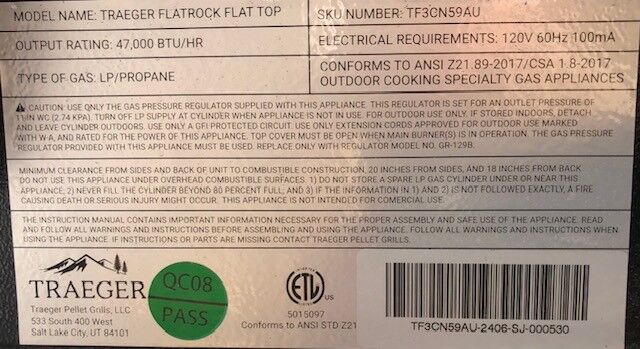 MODEL NAME: TRAEGER FLATROCK FLAT TOP
SKU NUMBER: TF3CN59AU
OUTPUT RATING: 47,000 BTU/HR
ELECTRICAL REQUIREMENTS: 120V 60Hz 100mA
TYPE OF GAS: LP/PROPANE
CONFORMS TO ANSI Z21.89-2017/CSA 1.8-2017
OUTDOOR COOKING SPECIALTY GAS APPLIANCES
CAUTION: USE ONLY THE GAS PRESSURE REGULATOR SUPPLIED WITH THIS APPLIANCE. THIS REGULATOR IS SET FOR AN OUTLET PRESSURE OF
11 IN WC (2.74 KPA). TURN OFF LP SUPPLY AT CYLINDER WHEN APPLIANCE IS NOT IN USE. FOR OUTDOOR USE ONLY. IF STORED INDOORS, DETACH
AND LEAVE CYLINDER OUTDOORS. USE ONLY A GFI PROTECTED CIRCUIT. USE ONLY EXTENSION CORDS APPROVED FOR OUTDOOR USE MARKED
WITH W-A, AND RATED FOR THE POWER OF THIS APPLIANCE. TOP COVER MUST BE OPEN WHEN MAIN BURNER(S) IS IN OPERATION. THE GAS PRESSURE
REGULATOR PROVIDED WITH THIS APPLIANCE MUST BE USED. REPLACE ONLY WITH REGULATOR MODEL NO. GR-129B.
MINIMUM CLEARANCE FROM SIDES AND BACK OF UNIT TO COMBUSTIBLE CONSTRUCTION, 20 INCHES FROM SIDES, AND 18 INCHES FROM BACK
DO NOT USE THIS APPLIANCE UNDER OVERHEAD COMBUSTIBLE SURFACES. 1) DO NOT STORE A SPARE LP GAS CYLINDER UNDER OR NEAR THIS
APPLIANCE; 2) NEVER FILL THE CYLINDER BEYOND 80 PERCENT FULL; AND 3) IF THE INFORMATION IN 1) AND 2) IS NOT FOLLOWED EXACTLY, A FIRE
CAUSING DEATH OR SERIOUS INJURY MIGHT OCCUR. THIS APPLIANCE IS NOT INTENDED FOR COMERCIAL USE.
THE INSTRUCTION MANUAL CONTAINS IMPORTANT INFORMATION NECESSARY FOR THE PROPER ASSEMBLY AND SAFE USE OF THE APPLIANCE. READ
AND FOLLOW ALL WARNINGS AND INSTRUCTIONS BEFORE ASSEMBLING AND USING THE APPLIANCE. FOLLOW ALL WARNINGS AND INSTRUCTIONS WHEN
USING THE APPLIANCE. IF INSTRUCTIONS OR PARTS ARE MISSING CONTACT TRAEGER PELLET GRILLS.
TRAEGER
Traeger Pellet Grills, LLC
533 South 400 West
Salt Lake City, UT 84101
QC08
PASS
ETL
US
5015097
Conforms to ANSI STD Z21
TF3CN59AU-2406-SJ-000530